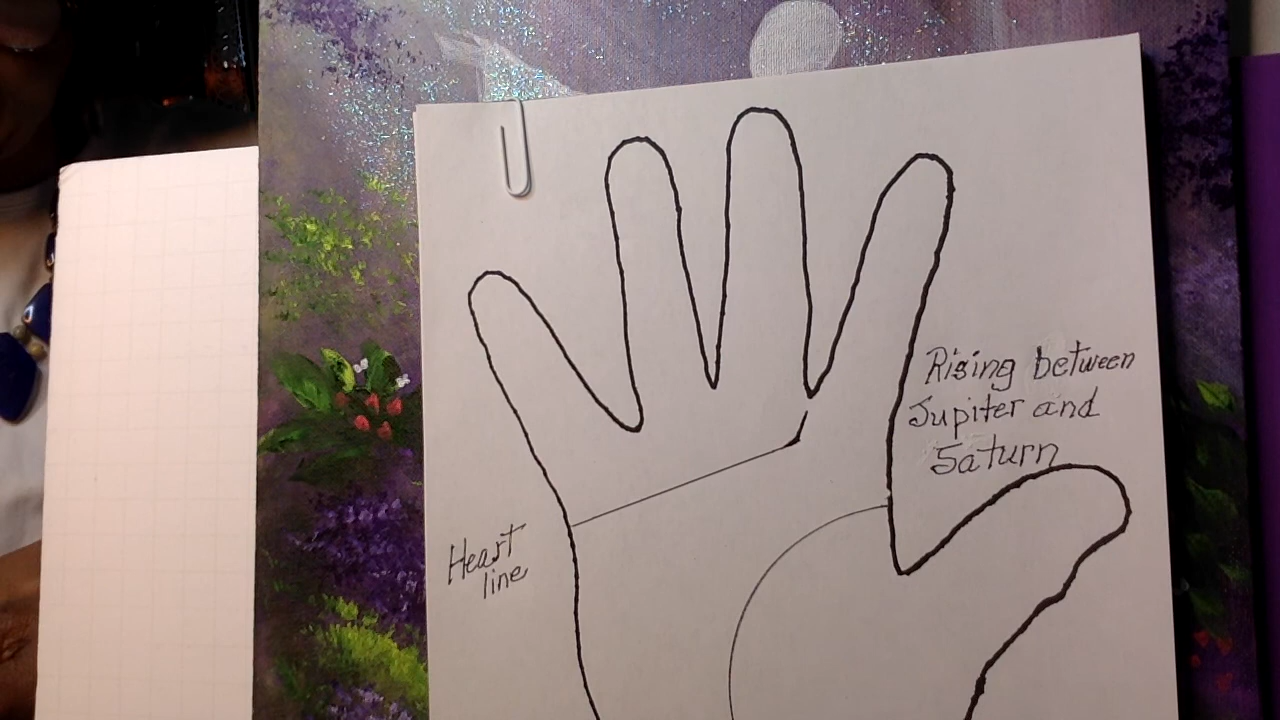 Rising between
Jupiter and
Saturn
Heart
line